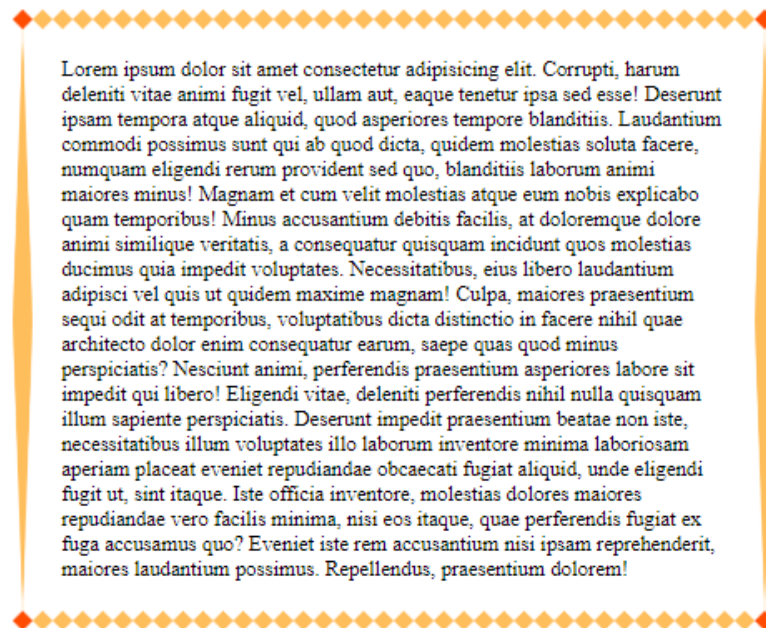 Lorem ipsum dolor sit amet consectetur adipisicing elit. Corrupti, harum
deleniti vitae animi fugit vel, ullam aut, eaque tenetur ipsa sed esse! Deserunt
ipsam tempora atque aliquid, quod asperiores tempore blanditiis. Laudantium
commodi possimus sunt qui ab quod dicta, quidem molestias soluta facere,
numquam eligendi rerum provident sed quo, blanditiis laborum animi
maiores minus! Magnam et cum velit molestias atque eum nobis explicabo
quam temporibus! Minus accusantium debitis facilis, at doloremque dolore
animi similique veritatis, a consequatur quisquam incidunt quos molestias
ducimus quia impedit voluptates. Necessitatibus, eius libero laudantium
adipisci vel quis ut quidem maxime magnam! Culpa, maiores praesentium
sequi odit at temporibus, voluptatibus dicta distinctio in facere nihil quae
architecto dolor enim consequatur earum, saepe quas quod minus
perspiciatis? Nesciunt animi, perferendis praesentium asperiores labore sit
impedit qui libero! Eligendi vitae, deleniti perferendis nihil nulla quisquam
illum sapiente perspiciatis. Deserunt impedit praesentium beatae non iste,
necessitatibus illum voluptates illo laborum inventore minima laboriosam
aperiam placeat eveniet repudiandae obcaecati fugiat aliquid, unde eligendi
fugit ut, sint itaque. Iste officia inventore, molestias dolores maiores
repudiandae vero facilis minima, nisi eos itaque, quae perferendis fugiat ex
fuga accusamus quo? Eveniet iste rem accusantium nisi ipsam reprehenderit,
maiores laudantium possimus. Repellendus, praesentium dolorem!